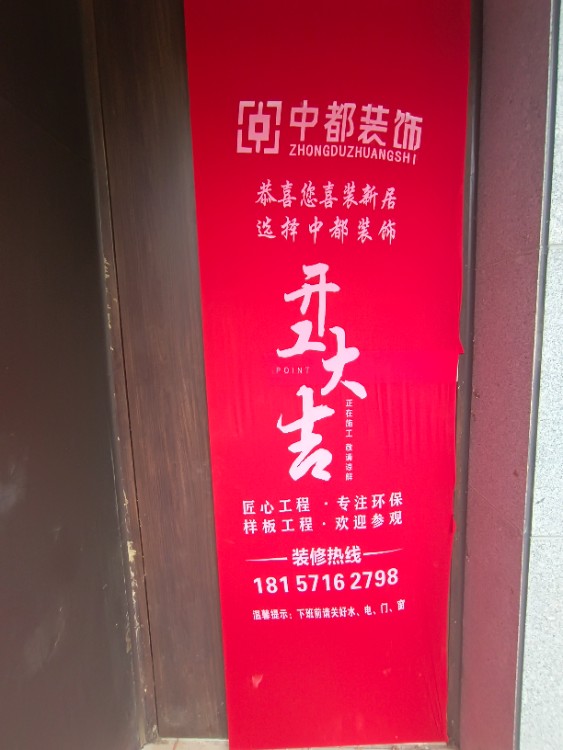 中都装饰
ZHONGDUZHUANGSHI
恭喜您喜装新居
选择中都装饰
开工大吉
POINT
正在施工 敬请谅解
匠心工程·专注环保
样板工程·欢迎参观
装修热线
18157162798
温馨提示：下班前请关好水、电、门、窗